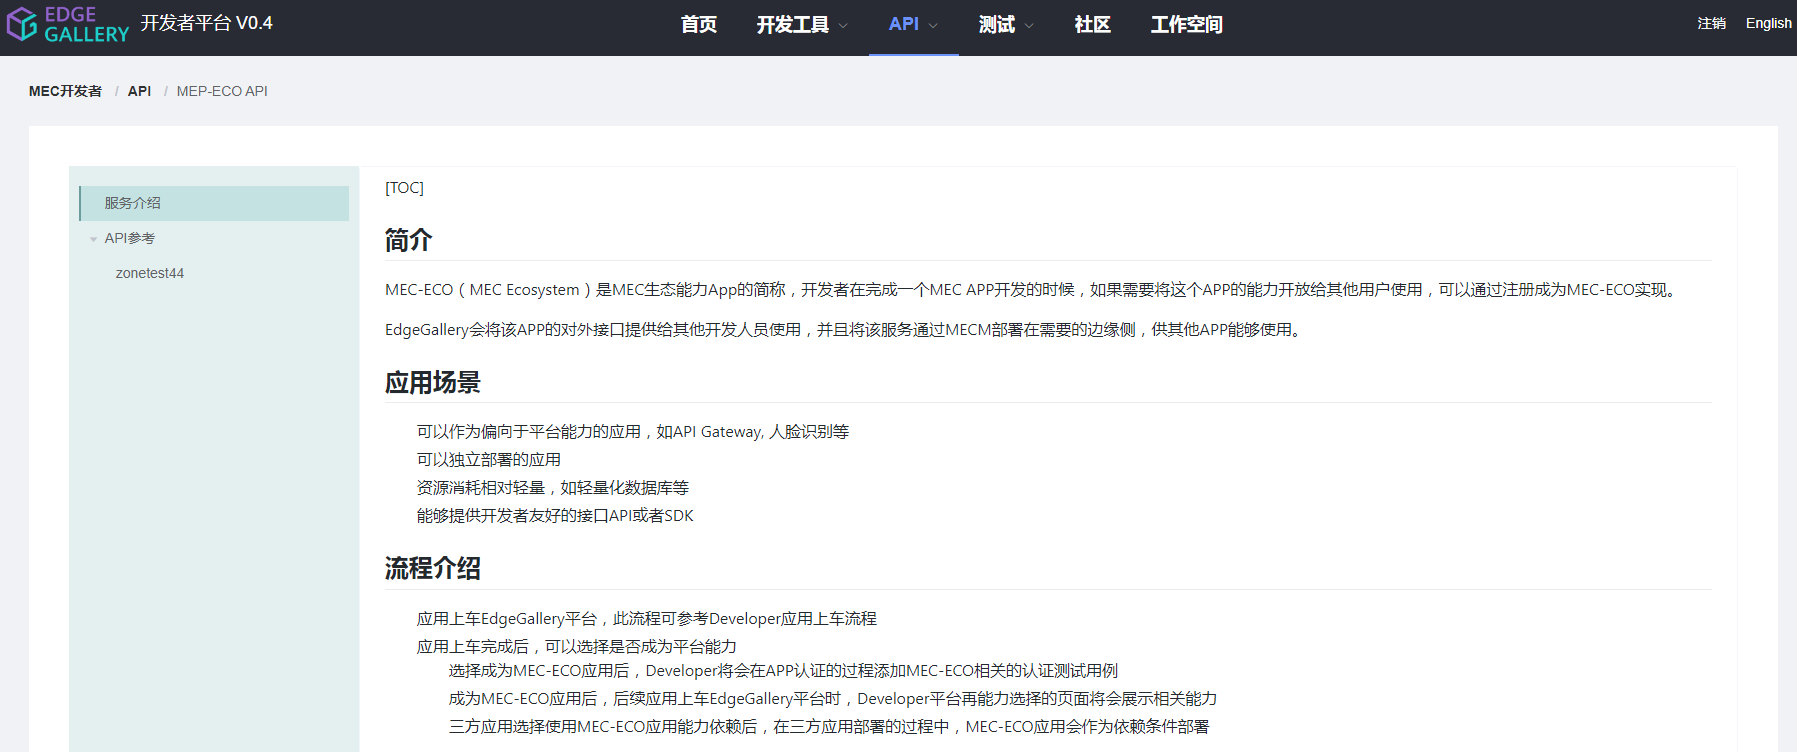 EDGE
GALLERY
开发者平台 V0.4
首页
开发工具
API
测试
社区
工作空间
注销
English
MEC开发者 / API / MEP-ECO API
服务介绍
API参考
zonetest44
[TOC]
简介
MEC-ECO（MEC Ecosystem）是MEC生态能力App的简称，开发者在完成一个MEC APP开发的时候，如果需要将这个APP的能力开放给其他用户使用，可以通过注册成为MEC-ECO实现。
EdgeGallery会将该APP的对外接口提供给其他开发人员使用，并且将该服务通过MECM部署在需要的边缘侧，供其他APP能够使用。
应用场景
可以作为偏向于平台能力的应用，如API Gateway, 人脸识别等
可以独立部署的应用
资源消耗相对轻量，如轻量化数据库等
能够提供开发者友好的接口API或者SDK
流程介绍
应用上车EdgeGallery平台，此流程可参考Developer应用上车流程
应用上车完成后，可以选择是否成为平台能力
选择成为MEC-ECO应用后，Developer将会在APP认证的过程添加MEC-ECO相关的认证测试用例
成为MEC-ECO应用后，后续应用上车EdgeGallery平台时，Developer平台再能力选择的页面将会展示相关能力
三方应用选择使用MEC-ECO应用能力依赖后，在三方应用部署的过程中，MEC-ECO应用会作为依赖条件部署